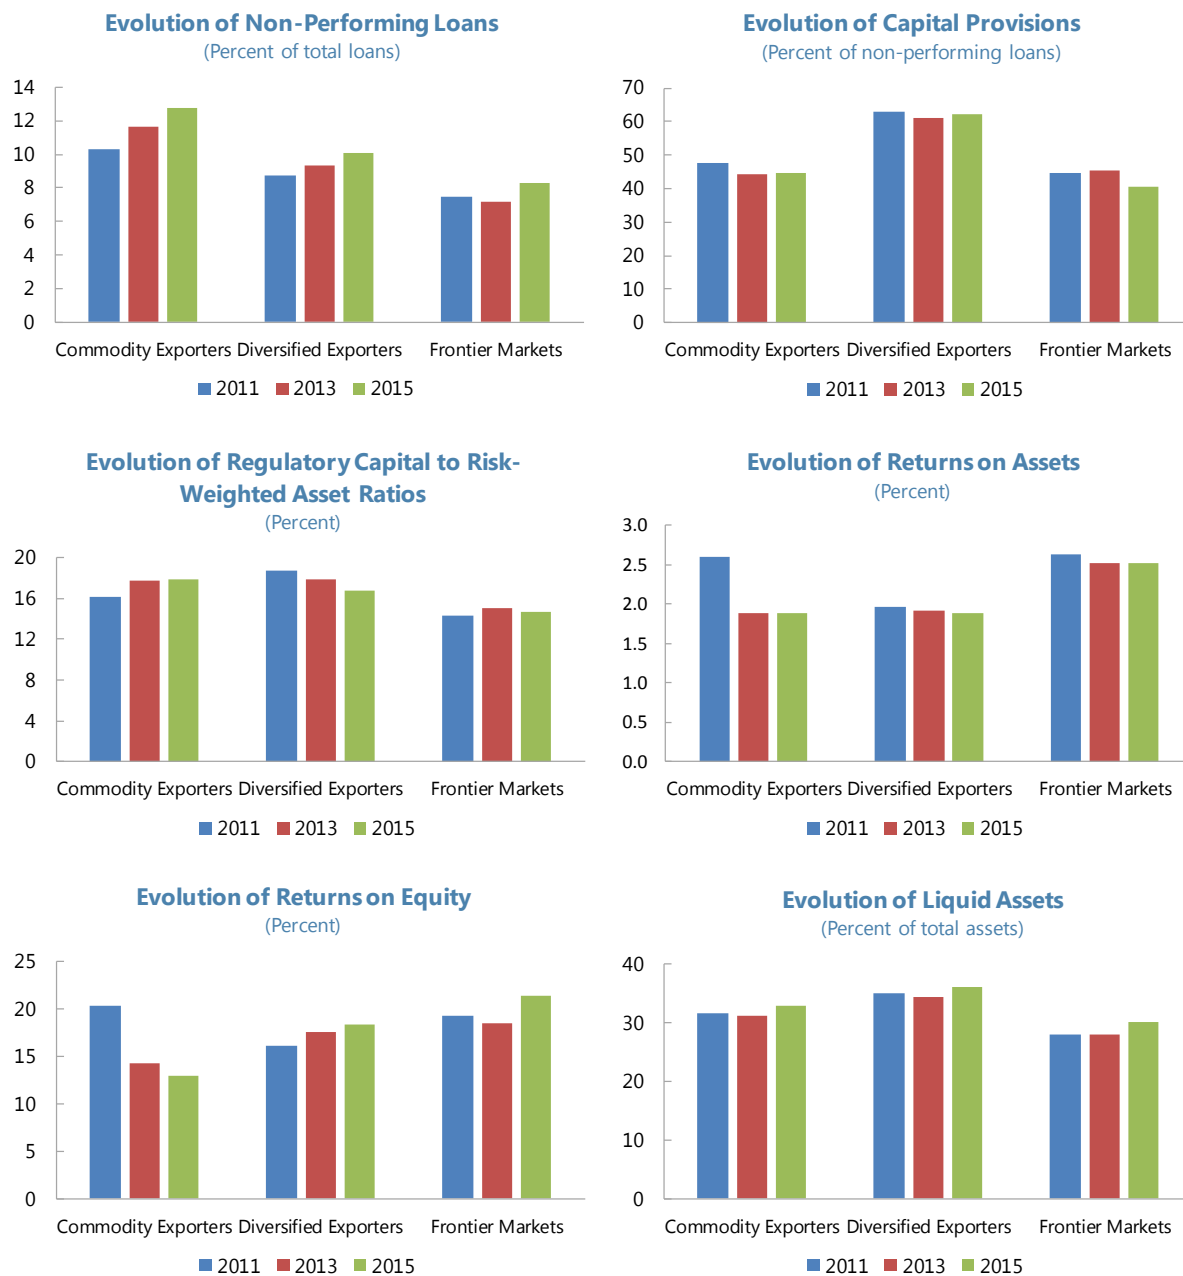 Evolution of Non-Performing Loans
(Percent of total loans)
14
12
10
8
6
4
2
0
Commodity Exporters Diversified Exporters Frontier Markets
2011 2013 2015
Evolution of Capital Provisions
(Percent of non-performing loans)
70
60
50
40
30
20
10
0
Commodity Exporters Diversified Exporters Frontier Markets
2011 2013 2015
Evolution of Regulatory Capital to Risk-
Weighted Asset Ratios
(Percent)
20
16
12
8
4
0
Commodity Exporters Diversified Exporters Frontier Markets
2011 2013 2015
Evolution of Returns on Assets
(Percent)
3.0
2.5
2.0
1.5
1.0
0.5
0.0
Commodity Exporters Diversified Exporters Frontier Markets
2011 2013 2015
Evolution of Returns on Equity
(Percent)
25
20
15
10
5
0
Commodity Exporters Diversified Exporters Frontier Markets
2011 2013 2015
Evolution of Liquid Assets
(Percent of total assets)
40
30
20
10
0
Commodity Exporters Diversified Exporters Frontier Markets
2011 2013 2015